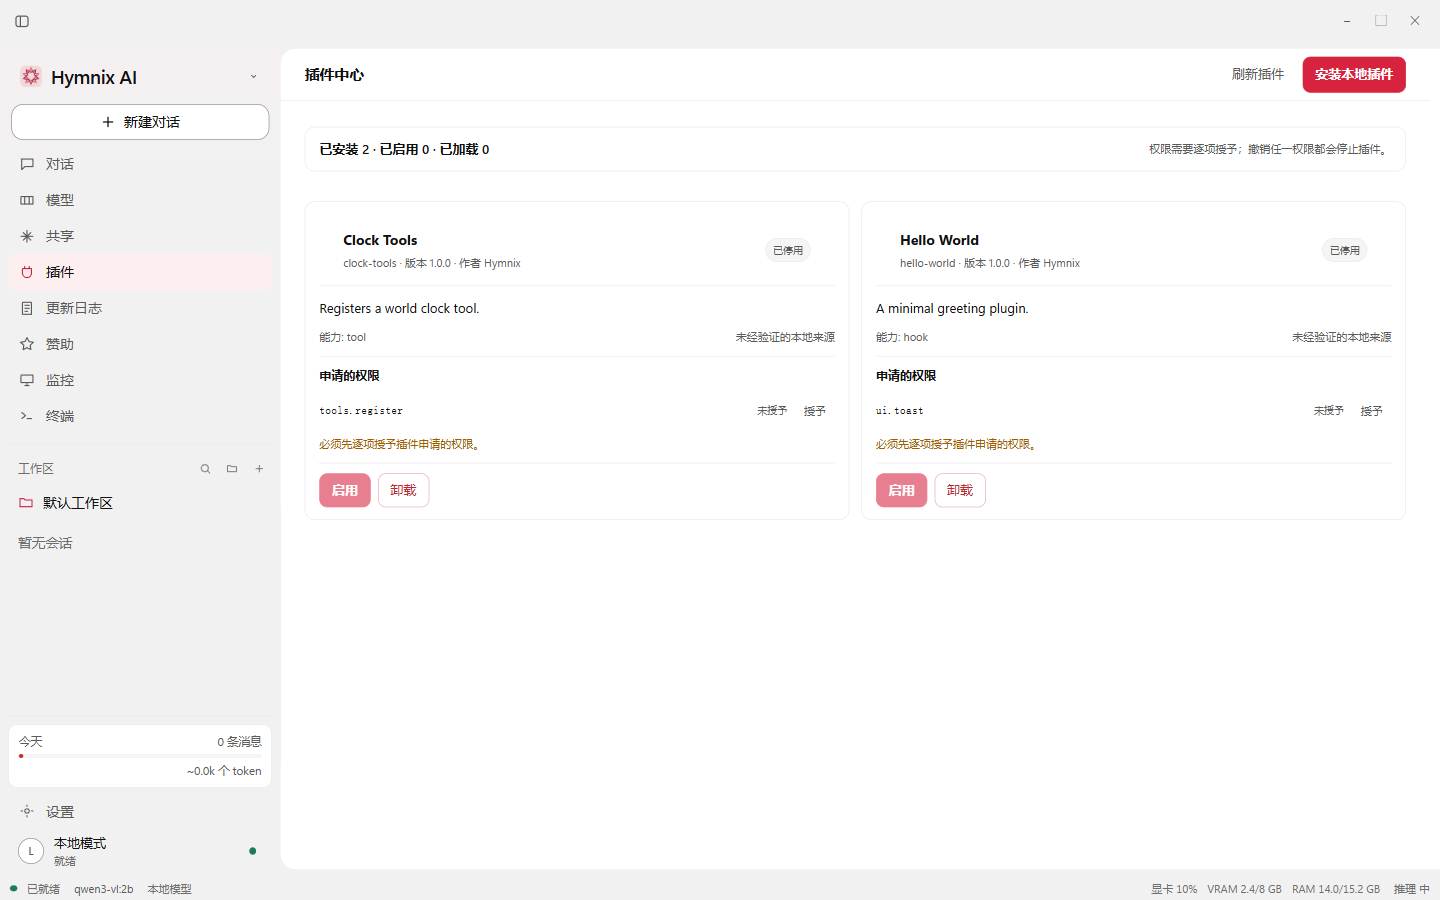 Hymnix AI
新建对话
对话
模型
共享
插件
更新日志
赞助
监控
终端
工作区
默认工作区
暂无会话
今天 0 条消息
~0.0k 个 token
设置
L 本地模式
就绪
插件中心 刷新插件 安装本地插件
已安装 2 · 已启用 0 · 已加载 0 权限需要逐项授予；撤销任一权限都会停止插件。
Clock Tools
clock-tools · 版本 1.0.0 · 作者 Hymnix
已停用
Registers a world clock tool.
能力: tool 未经验证的本地来源
申请的权限
tools.register 未授予 授予
必须先逐项授予插件申请的权限。
启用 卸载
Hello World
hello-world · 版本 1.0.0 · 作者 Hymnix
已停用
A minimal greeting plugin.
能力: hook 未经验证的本地来源
申请的权限
ui.toast 未授予 授予
必须先逐项授予插件申请的权限。
启用 卸载
已就绪 qwen3-vl:2b 本地模型 显卡 10% VRAM 2.4/8 GB RAM 14.0/15.2 GB 推理 中